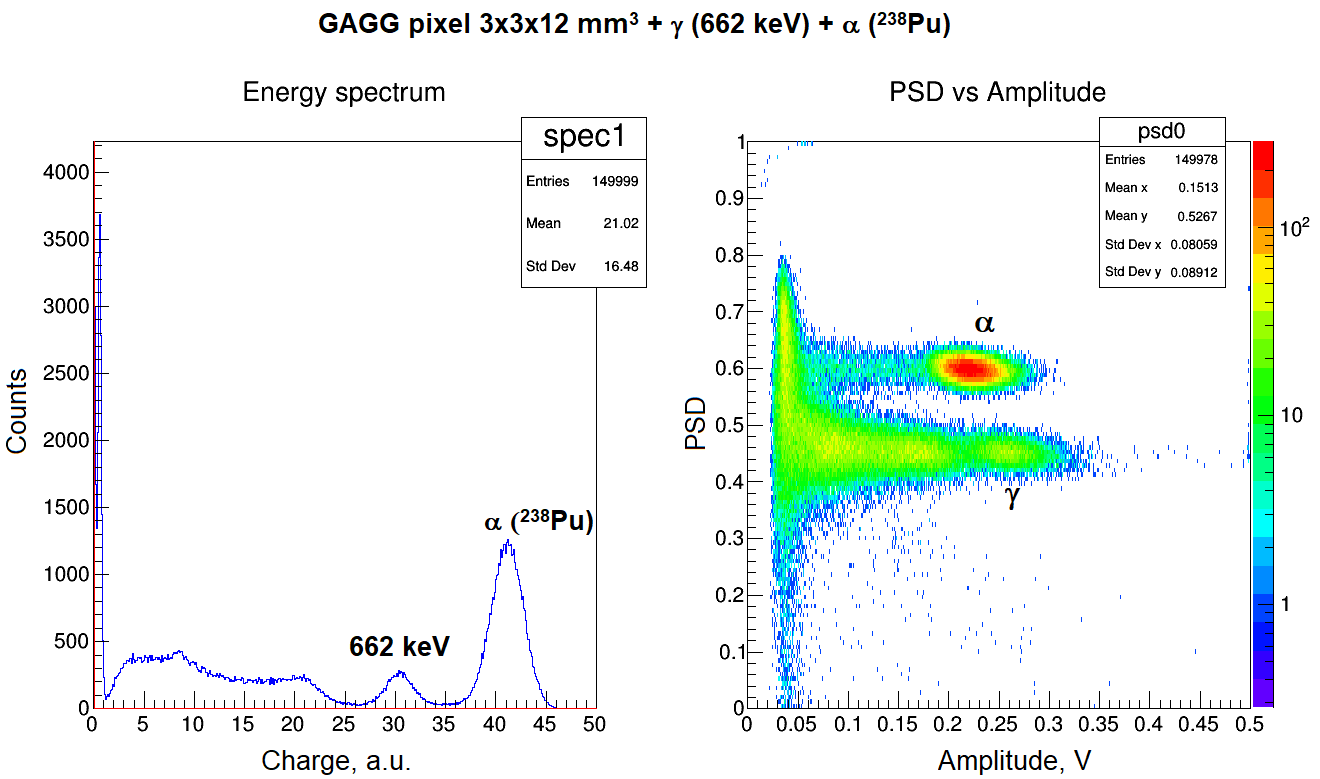 GAGG pixel 3x3x12 mm³ + γ (662 keV) + α (²³⁸Pu)
Energy spectrum
spec1
Entries 149999
Mean 21.02
Std Dev 16.48
4000
3500
3000
2500
2000
1500
1000
500
0
Counts
α (²³⁸Pu)
662 keV
0 5 10 15 20 25 30 35 40 45 50
Charge, a.u.
PSD vs Amplitude
psd0
Entries 149978
Mean x 0.1513
Mean y 0.5267
Std Dev x 0.08059
Std Dev y 0.08912
1
0.9
0.8
0.7
0.6
0.5
0.4
0.3
0.2
0.1
0
PSD
α
γ
0 0.05 0.1 0.15 0.2 0.25 0.3 0.35 0.4 0.45 0.5
Amplitude, V
10²
10
1